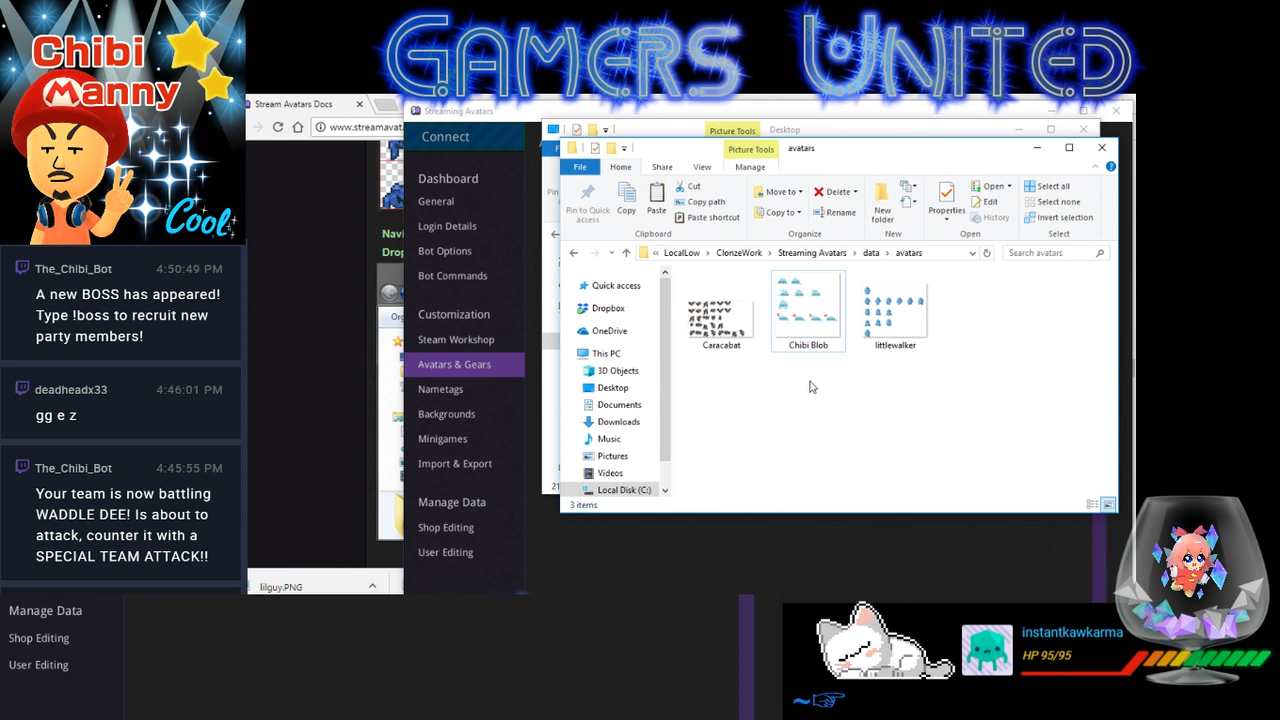 Chibi
Manny
Cool
GAMERS UNITED
The_Chibi_Bot 4:50:49 PM
A new BOSS has appeared!
Type !boss to recruit new
party members!
deadheadx33 4:46:01 PM
gg e z
The_Chibi_Bot 4:45:55 PM
Your team is now battling
WADDLE DEE! Is about to
attack, counter it with a
SPECIAL TEAM ATTACK!!
Manage Data
Shop Editing
User Editing
Stream Avatars Docs
www.streamavat
Navi
Drop
Org
lilguy.PNG
Streaming Avatars
Connect
Dashboard
General
Login Details
Bot Options
Bot Commands
Customization
Steam Workshop
Avatars & Gears
Nametags
Backgrounds
Minigames
Import & Export
Manage Data
Shop Editing
User Editing
Picture Tools Desktop
Picture Tools avatars
File Home Share View Manage
Pin to Quick
access
Copy
Paste
Cut
Copy path
Paste shortcut
Clipboard
Move to
Copy to
Delete
Rename
Organize
New
folder
New
Properties
Open
Edit
History
Open
Select all
Select none
Invert selection
Select
« LocalLow > ClonzeWork > Streaming Avatars > data > avatars
Search avatars
Quick access
Dropbox
OneDrive
This PC
3D Objects
Desktop
Documents
Downloads
Music
Pictures
Videos
Local Disk (C:)
Caracabat
Chibi Blob
littlewalker
3 items
instantkawkarma
HP 95/95